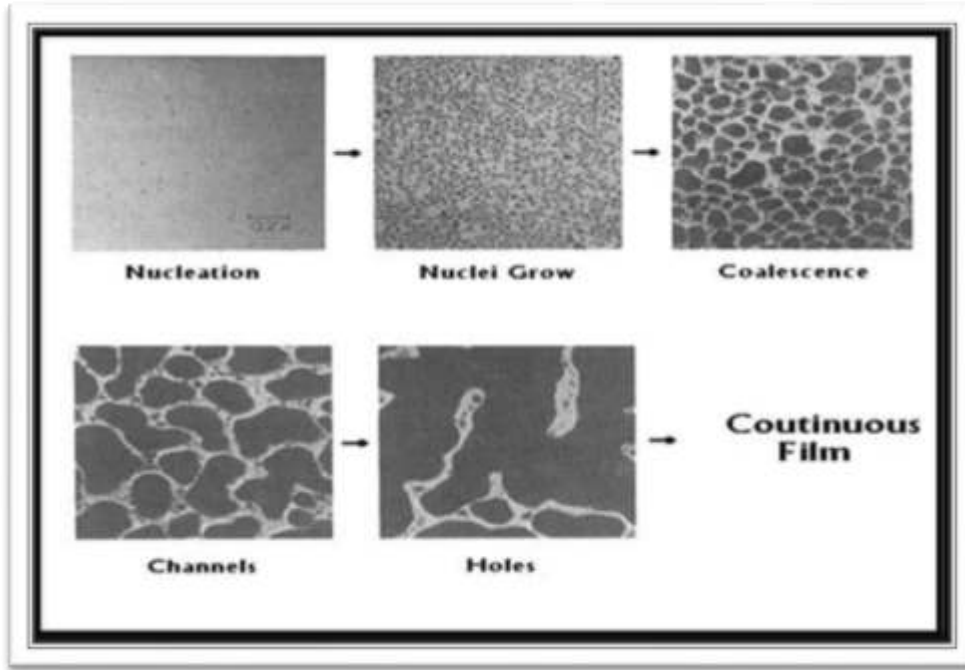 Nucleation
Nuclei Grow
Coalescence
Channels
Holes
Coutinuous
Film